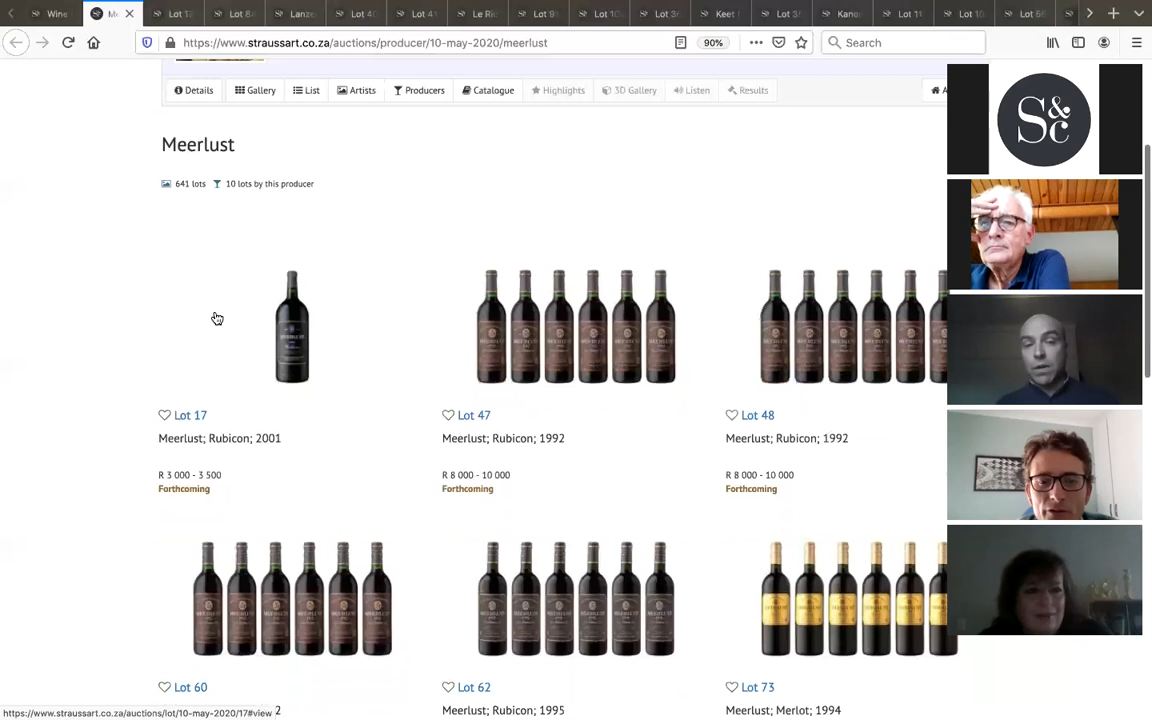 Wine
M
Lot 17
Lot 8
Lanze
Lot 4
Lot 4
Le Ri
Lot 9
Lot 10
Lot 3
Keet
Lot 3
Kano
Lot 11
Lot 10
Lot 6
https://www.straussart.co.za/auctions/producer/10-may-2020/meerlust
90%
Search
Details
Gallery
List
Artists
Producers
Catalogue
Highlights
3D Gallery
Listen
Results
A
S&c
Meerlust
641 lots
10 lots by this producer
Lot 17
Meerlust; Rubicon; 2001
R 3 000 - 3 500
Forthcoming
Lot 47
Meerlust; Rubicon; 1992
R 8 000 - 10 000
Forthcoming
Lot 48
Meerlust; Rubicon; 1992
R 8 000 - 10 000
Forthcoming
Lot 60
2
Lot 62
Meerlust; Rubicon; 1995
Lot 73
Meerlust; Merlot; 1994
https://www.straussart.co.za/auctions/lot/10-may-2020/17#view